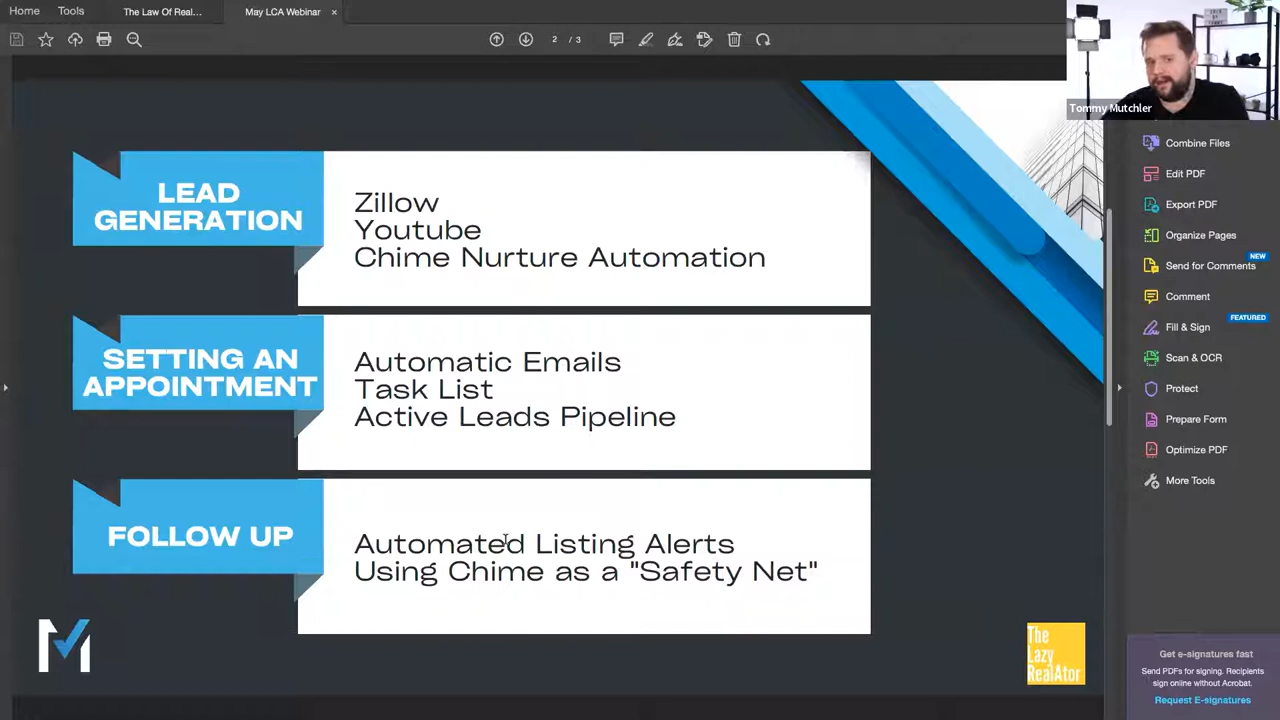 Home
Tools
The Law Of Real...
May LCA Webinar
2 / 3
Tommy Mutchler
LEAD
GENERATION
Zillow
Youtube
Chime Nurture Automation
SETTING AN
APPOINTMENT
Automatic Emails
Task List
Active Leads Pipeline
FOLLOW UP
Automated Listing Alerts
Using Chime as a "Safety Net"
M
The
Lazy
RealAtor
Combine Files
Edit PDF
Export PDF
Organize Pages
NEW
Send for Comments
Comment
FEATURED
Fill & Sign
Scan & OCR
Protect
Prepare Form
Optimize PDF
More Tools
Get e-signatures fast
Send PDFs for signing. Recipients
sign online without Acrobat.
Request E-signatures